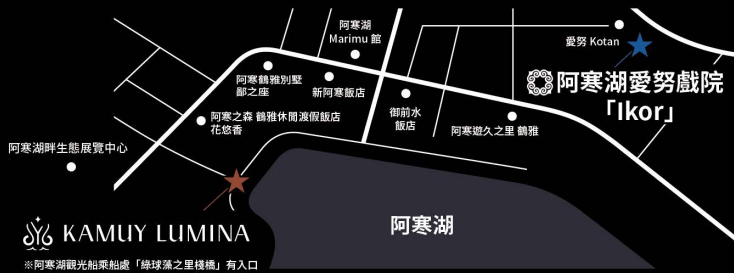 阿寒湖
Marimu 館
愛努 Kotan
阿寒湖愛努戲院
「Ikor」
阿寒鶴雅別墅
鄙之座
新阿寒飯店
御前水
飯店
阿寒之森 鶴雅休閒渡假飯店
花悠香
阿寒遊久之里 鶴雅
阿寒湖畔生態展覽中心
阿寒湖
KAMUY LUMINA
※阿寒湖觀光船乘船處「綠球藻之里棧橋」有入口